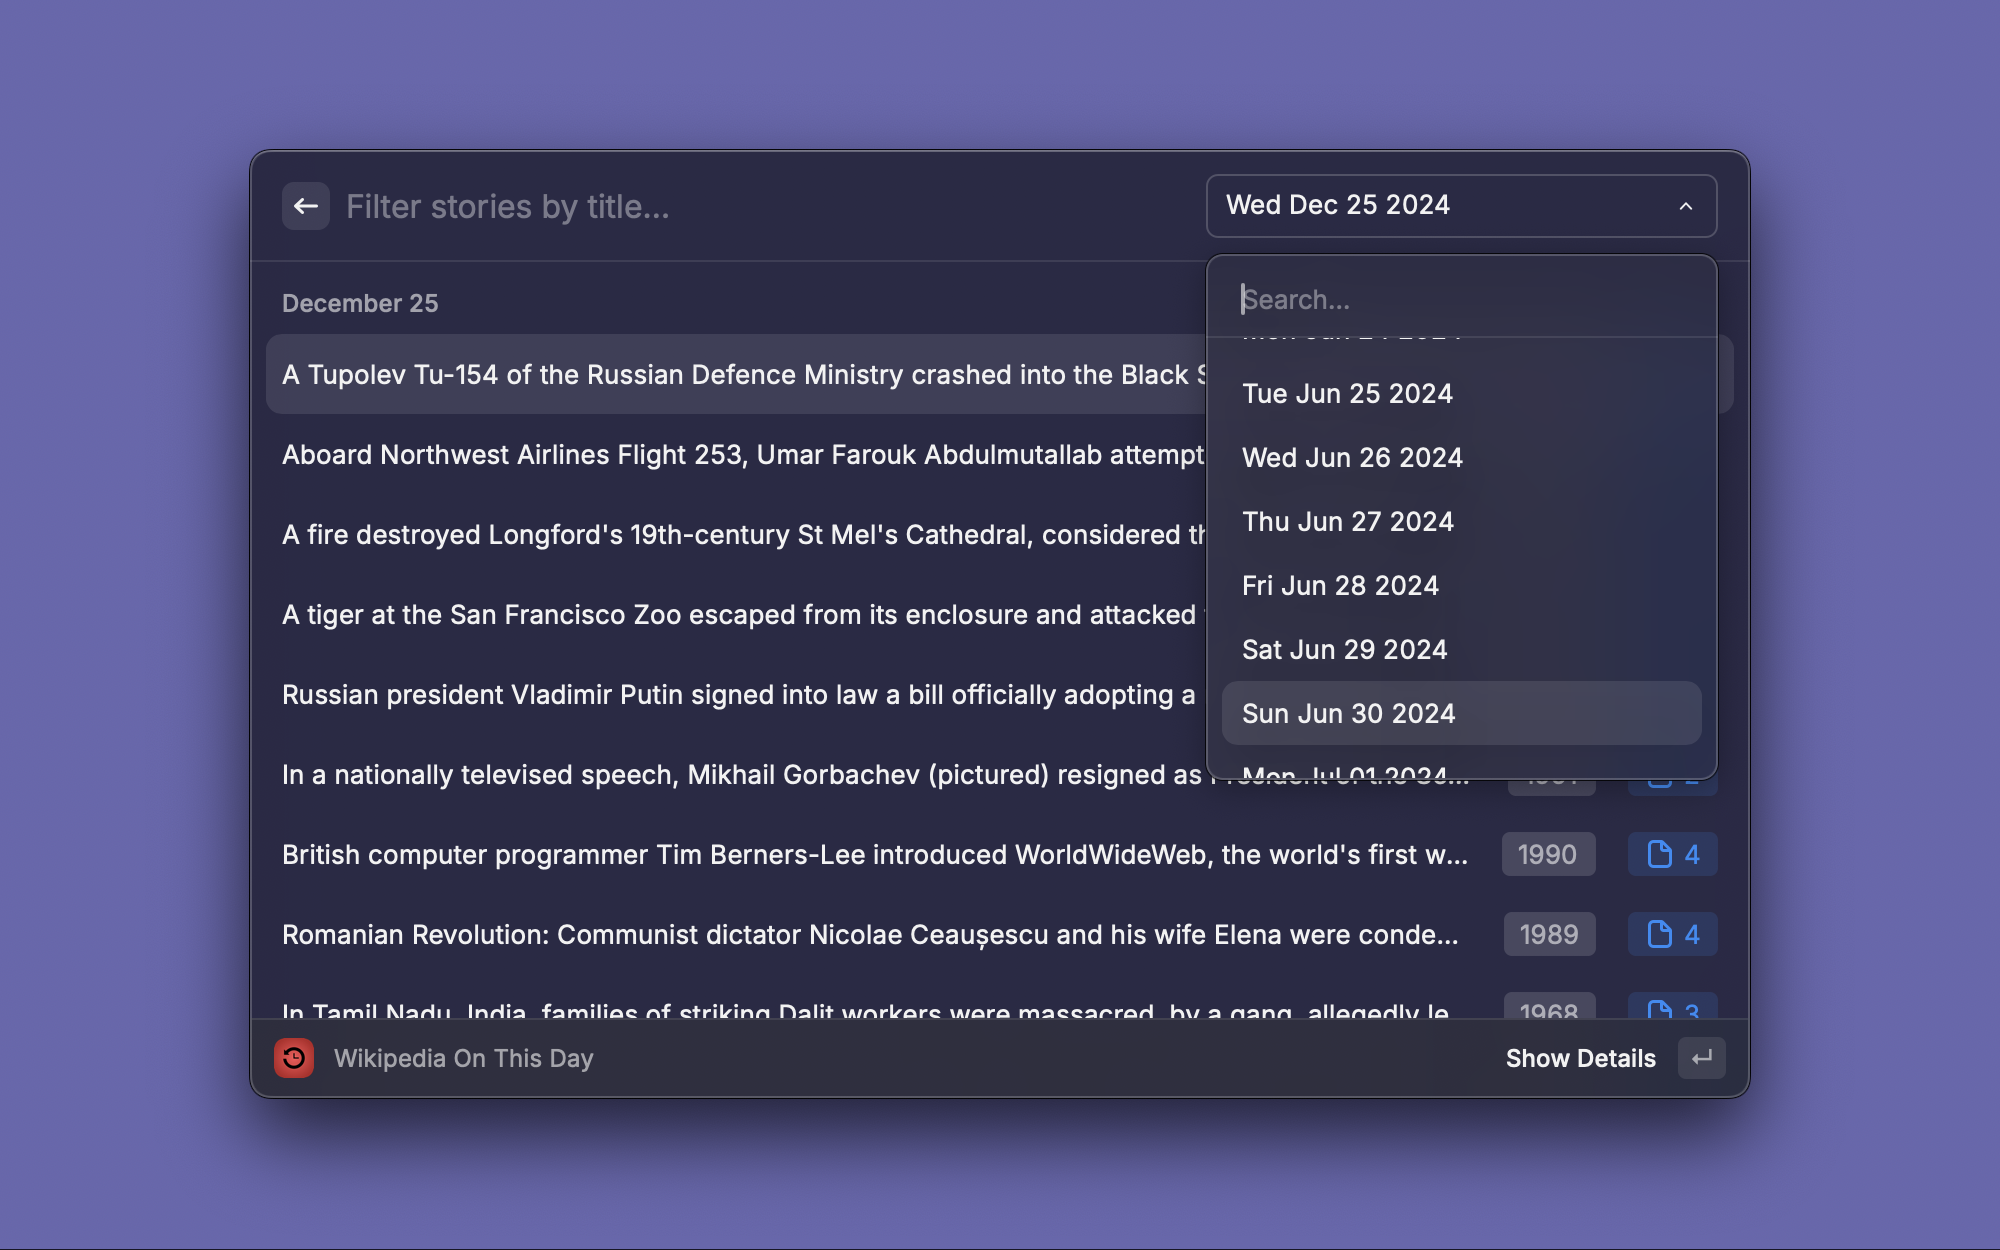 Filter stories by title...
Wed Dec 25 2024
December 25
Search...
Tue Jun 25 2024
Wed Jun 26 2024
Thu Jun 27 2024
Fri Jun 28 2024
Sat Jun 29 2024
Sun Jun 30 2024
Mon Jul 01 2024
A Tupolev Tu-154 of the Russian Defence Ministry crashed into the Black
Aboard Northwest Airlines Flight 253, Umar Farouk Abdulmutallab attempt
A fire destroyed Longford's 19th-century St Mel's Cathedral, considered
A tiger at the San Francisco Zoo escaped from its enclosure and attacked
Russian president Vladimir Putin signed into law a bill officially adopting a
In a nationally televised speech, Mikhail Gorbachev (pictured) resigned as
British computer programmer Tim Berners-Lee introduced WorldWideWeb, the world's first w... 1990 4
Romanian Revolution: Communist dictator Nicolae Ceaușescu and his wife Elena were conde... 1989 4
In Tamil Nadu, India, families of striking Dalit workers were massacred, by a gang, allegedly le 1968 3
Wikipedia On This Day
Show Details